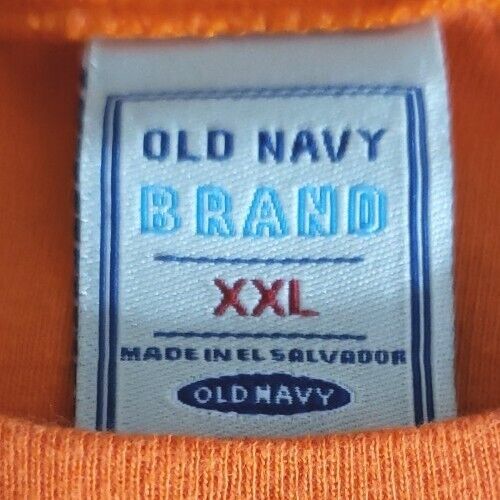 OLD NAVY
BRAND
XXL
MADE IN EL SALVADOR
OLD NAVY